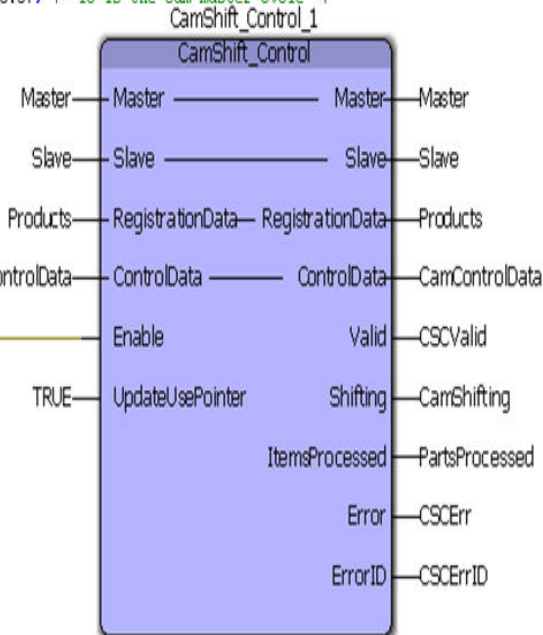 CamShift_Control_1
CamShift_Control
Master Master Master Master
Slave Slave Slave Slave
Products RegistrationData RegistrationData Products
ontrolData ControlData ControlData CamControlData
Enable Valid CSCValid
TRUE UpdateUsePointer Shifting CamShifting
ItemsProcessed PartsProcessed
Error CSCErr
ErrorID CSCErrID